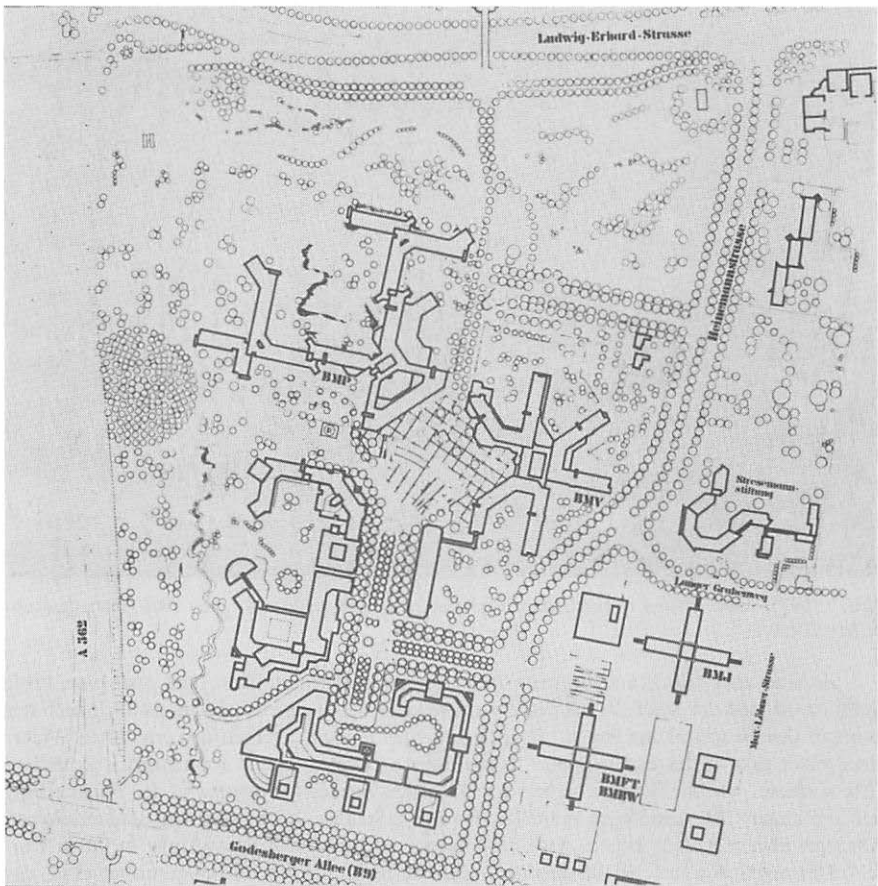 Ludwig-Erhard-Strasse
Heinemannstrasse
BMP
BMV
Stresemann-
stiftung
Langer Grabenweg
A 562
BMJ
Max-Löbner-Strasse
BMFT
BMBW
Godesberger Allee (B9)